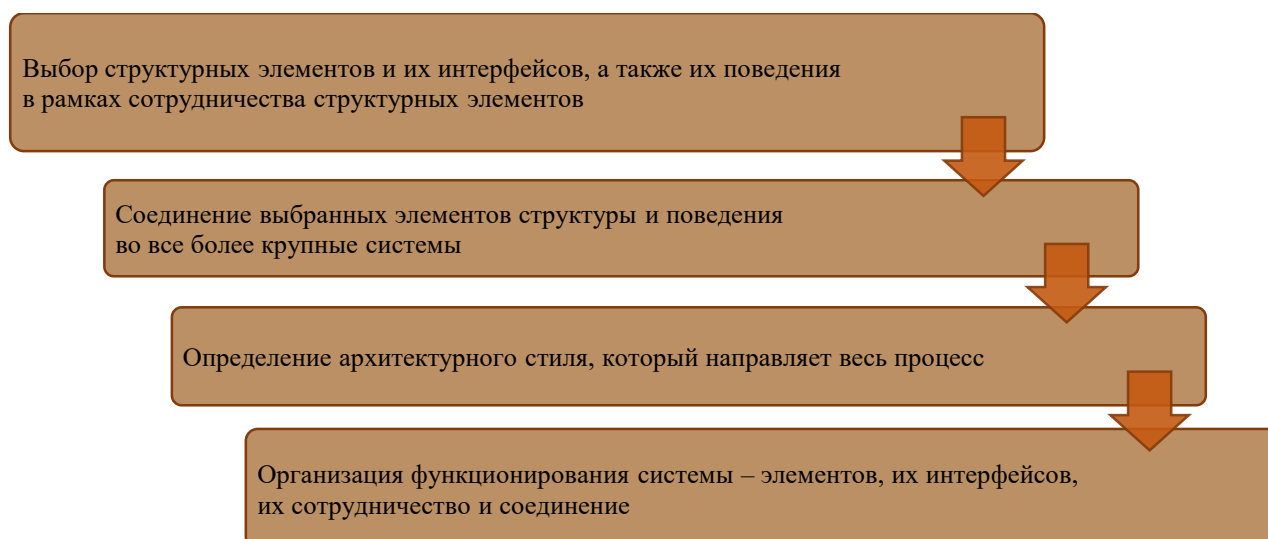 Выбор структурных элементов и их интерфейсов, а также их поведения
в рамках сотрудничества структурных элементов
Соединение выбранных элементов структуры и поведения
во все более крупные системы
Определение архитектурного стиля, который направляет весь процесс
Организация функционирования системы – элементов, их интерфейсов,
их сотрудничество и соединение